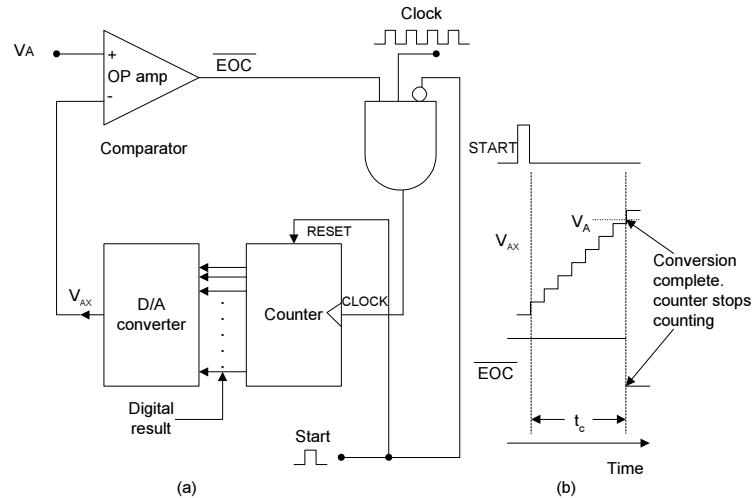 Clock
VA
+
OP amp
-
EOC
Comparator
RESET
CLOCK
VAX
D/A
converter
Counter
Digital
result
Start
(a)
START
VA
VAX
Conversion
complete.
counter stops
counting
EOC
tc
Time
(b)